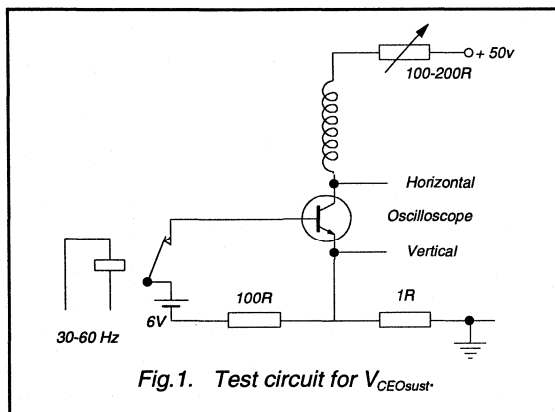 + 50v
100-200R
Horizontal
Oscilloscope
Vertical
100R
1R
6V
30-60 Hz
Fig.1. Test circuit for VCEOsust.